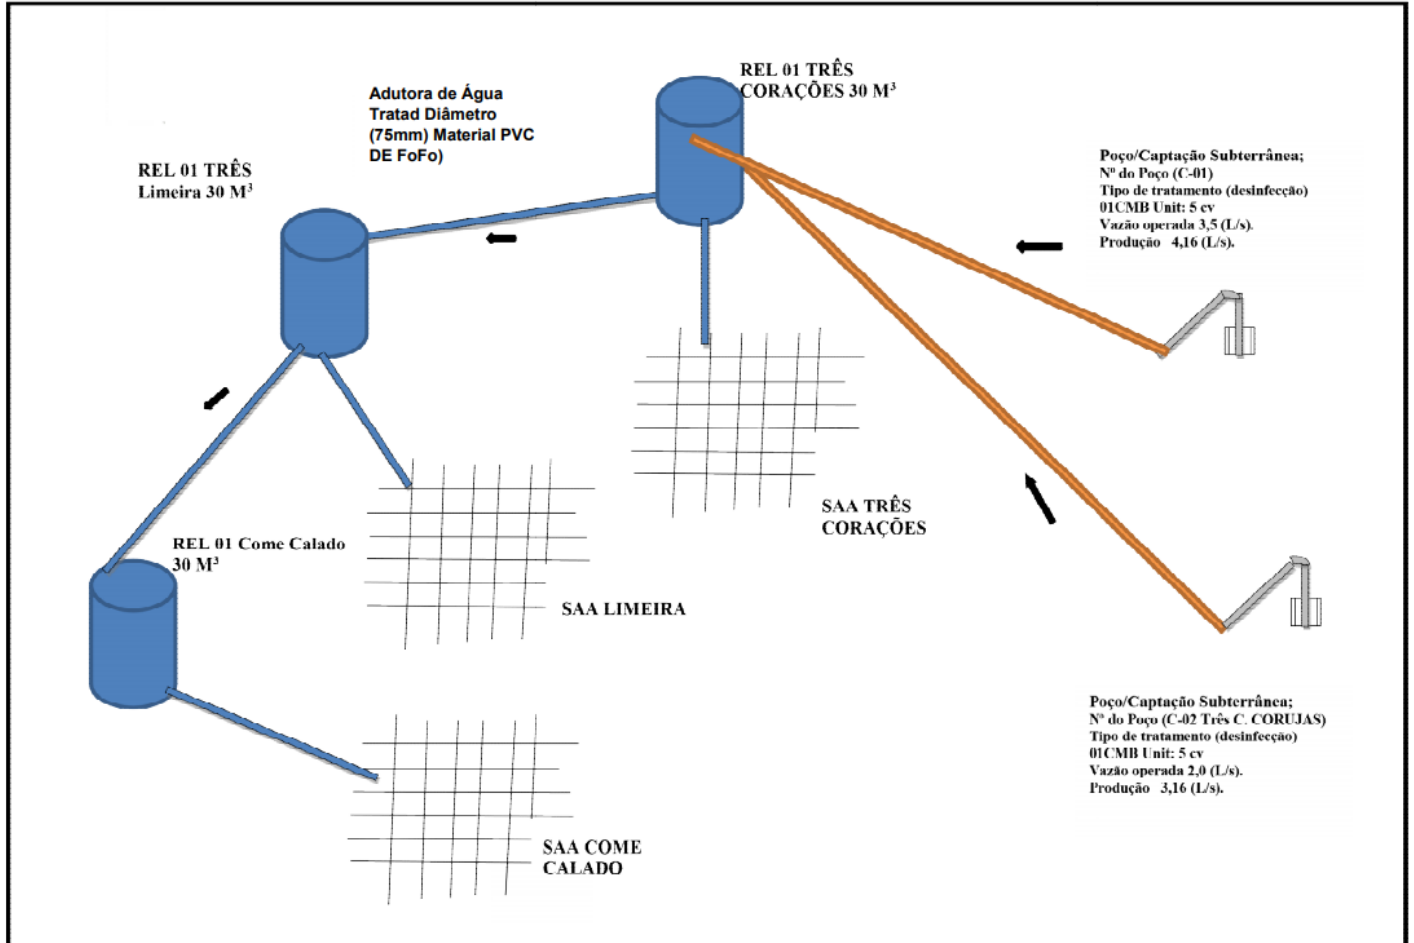 REL 01 TRÊS
CORAÇÕES 30 M³
Adutora de Água
Tratad Diâmetro
(75mm) Material PVC
DE FoFo)
REL 01 TRÊS
Limeira 30 M³
Poço/Captação Subterrânea;
Nº do Poço (C-01)
Tipo de tratamento (desinfecção)
01CMB Unit: 5 cv
Vazão operada 3,5 (L/s).
Produção 4,16 (L/s).
SAA TRÊS
CORAÇÕES
REL 01 Come Calado
30 M³
SAA LIMEIRA
Poço/Captação Subterrânea;
Nº do Poço (C-02 Três C. CORUJAS)
Tipo de tratamento (desinfecção)
01CMB Unit: 5 cv
Vazão operada 2,0 (L/s).
Produção 3,16 (L/s).
SAA COME
CALADO